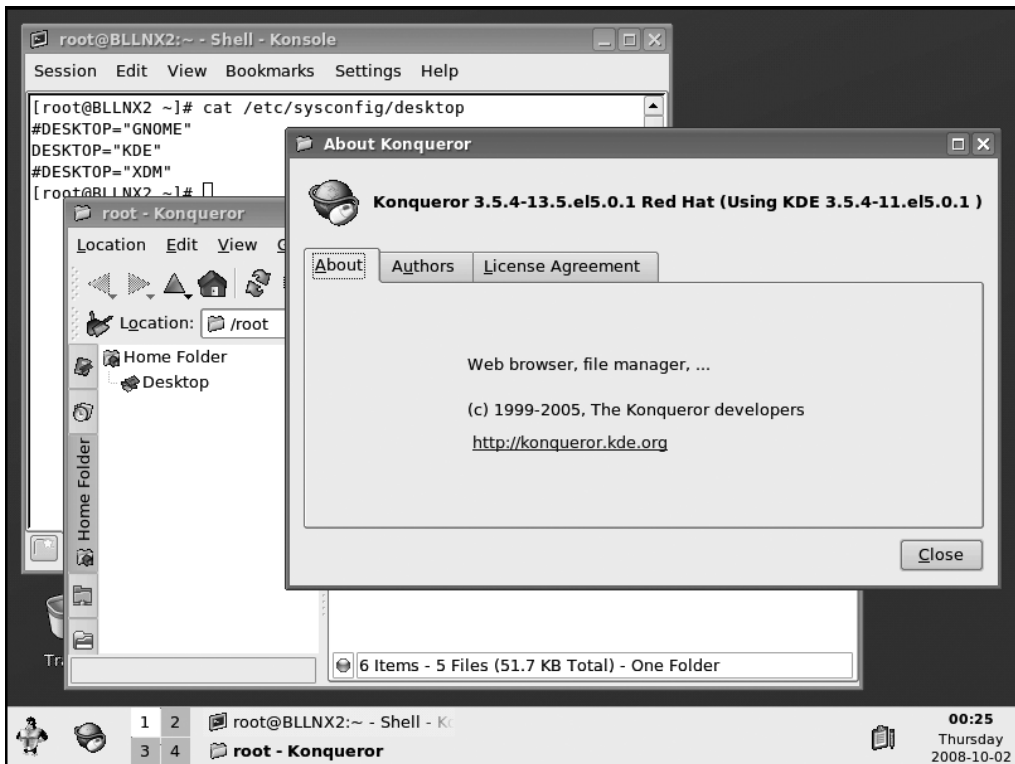 root@BLLNX2:~ - Shell - Konsole
Session Edit View Bookmarks Settings Help
[root@BLLNX2 ~]# cat /etc/sysconfig/desktop
#DESKTOP="GNOME"
DESKTOP="KDE"
#DESKTOP="XDM"
[root@BLLNX2 ~]#
root - Konqueror
Location Edit View
Location: /root
Home Folder
Desktop
Home Folder
6 Items - 5 Files (51.7 KB Total) - One Folder
About Konqueror
Konqueror 3.5.4-13.5.el5.0.1 Red Hat (Using KDE 3.5.4-11.el5.0.1 )
About Authors License Agreement
Web browser, file manager, ...
(c) 1999-2005, The Konqueror developers
http://konqueror.kde.org
Close
1 2
3 4
root@BLLNX2:~ - Shell - Ko
root - Konqueror
00:25
Thursday
2008-10-02